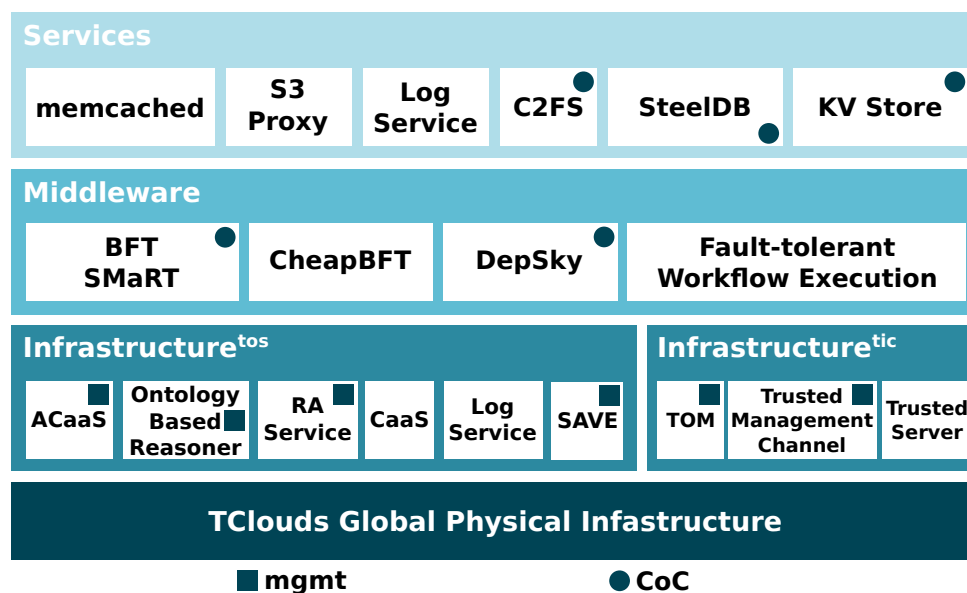 Services
memcached
S3
Proxy
Log
Service
C2FS
SteelDB
KV Store
Middleware
BFT
SMaRT
CheapBFT
DepSky
Fault-tolerant
Workflow Execution
Infrastructuretos
ACaaS
Ontology
Based
Reasoner
RA
Service
CaaS
Log
Service
SAVE
Infrastructuretic
TOM
Trusted
Management
Channel
Trusted
Server
TClouds Global Physical Infastructure
mgmt
CoC